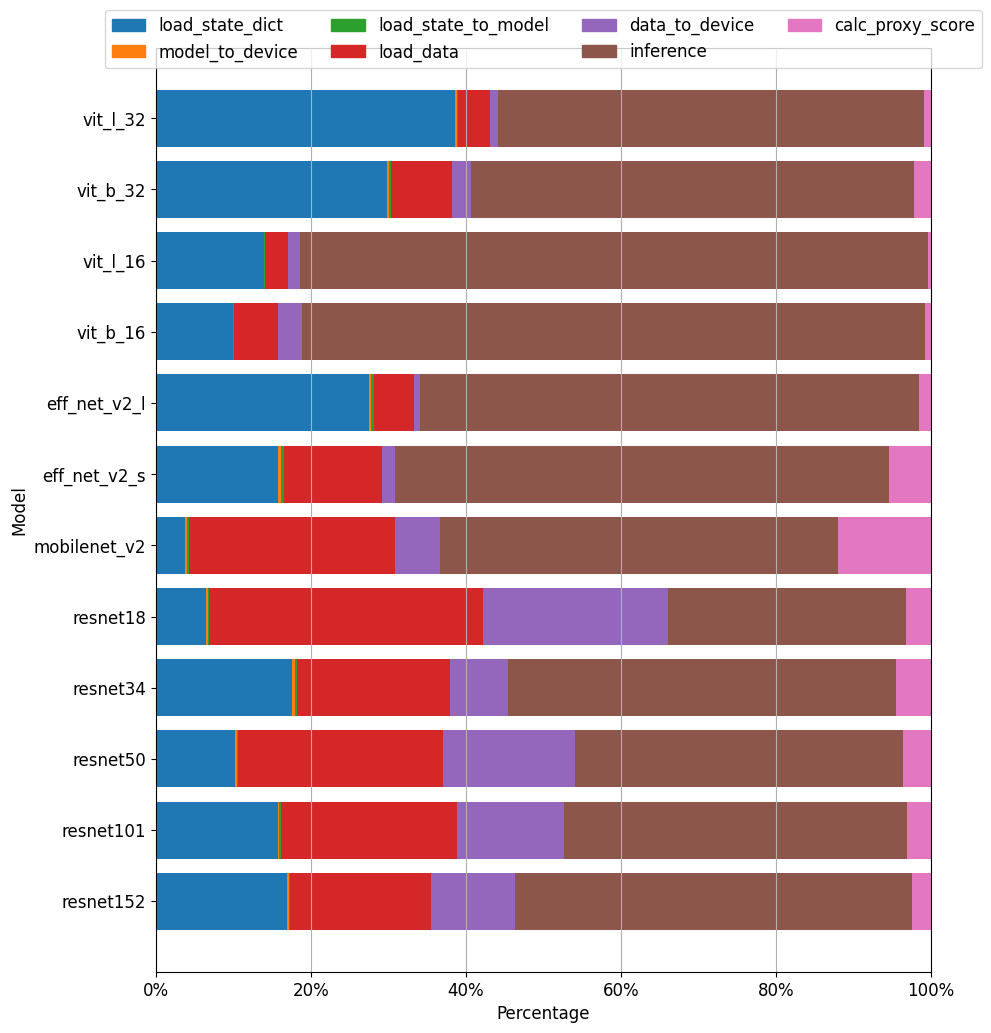 load_state_dict load_state_to_model data_to_device calc_proxy_score
model_to_device load_data inference
vit_l_32
vit_b_32
vit_l_16
vit_b_16
eff_net_v2_l
eff_net_v2_s
mobilenet_v2
resnet18
resnet34
resnet50
resnet101
resnet152
Model
0% 20% 40% 60% 80% 100%
Percentage